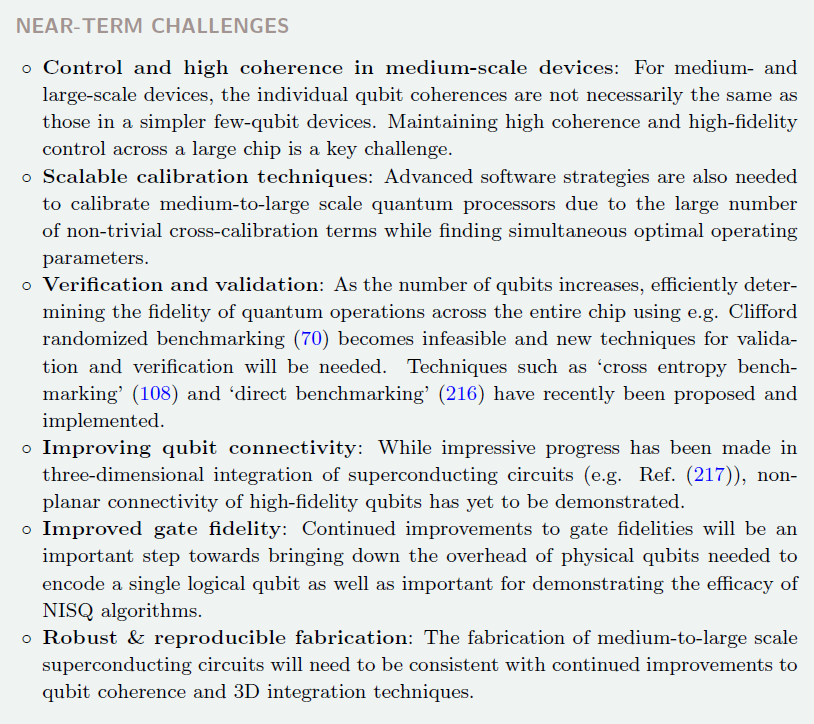 NEAR-TERM CHALLENGES
○ Control and high coherence in medium-scale devices: For medium- and
large-scale devices, the individual qubit coherences are not necessarily the same as
those in a simpler few-qubit devices. Maintaining high coherence and high-fidelity
control across a large chip is a key challenge.
○ Scalable calibration techniques: Advanced software strategies are also needed
to calibrate medium-to-large scale quantum processors due to the large number
of non-trivial cross-calibration terms while finding simultaneous optimal operating
parameters.
○ Verification and validation: As the number of qubits increases, efficiently deter-
mining the fidelity of quantum operations across the entire chip using e.g. Clifford
randomized benchmarking (70) becomes infeasible and new techniques for valida-
tion and verification will be needed. Techniques such as ‘cross entropy bench-
marking’ (108) and ‘direct benchmarking’ (216) have recently been proposed and
implemented.
○ Improving qubit connectivity: While impressive progress has been made in
three-dimensional integration of superconducting circuits (e.g. Ref. (217)), non-
planar connectivity of high-fidelity qubits has yet to be demonstrated.
○ Improved gate fidelity: Continued improvements to gate fidelities will be an
important step towards bringing down the overhead of physical qubits needed to
encode a single logical qubit as well as important for demonstrating the efficacy of
NISQ algorithms.
○ Robust & reproducible fabrication: The fabrication of medium-to-large scale
superconducting circuits will need to be consistent with continued improvements to
qubit coherence and 3D integration techniques.